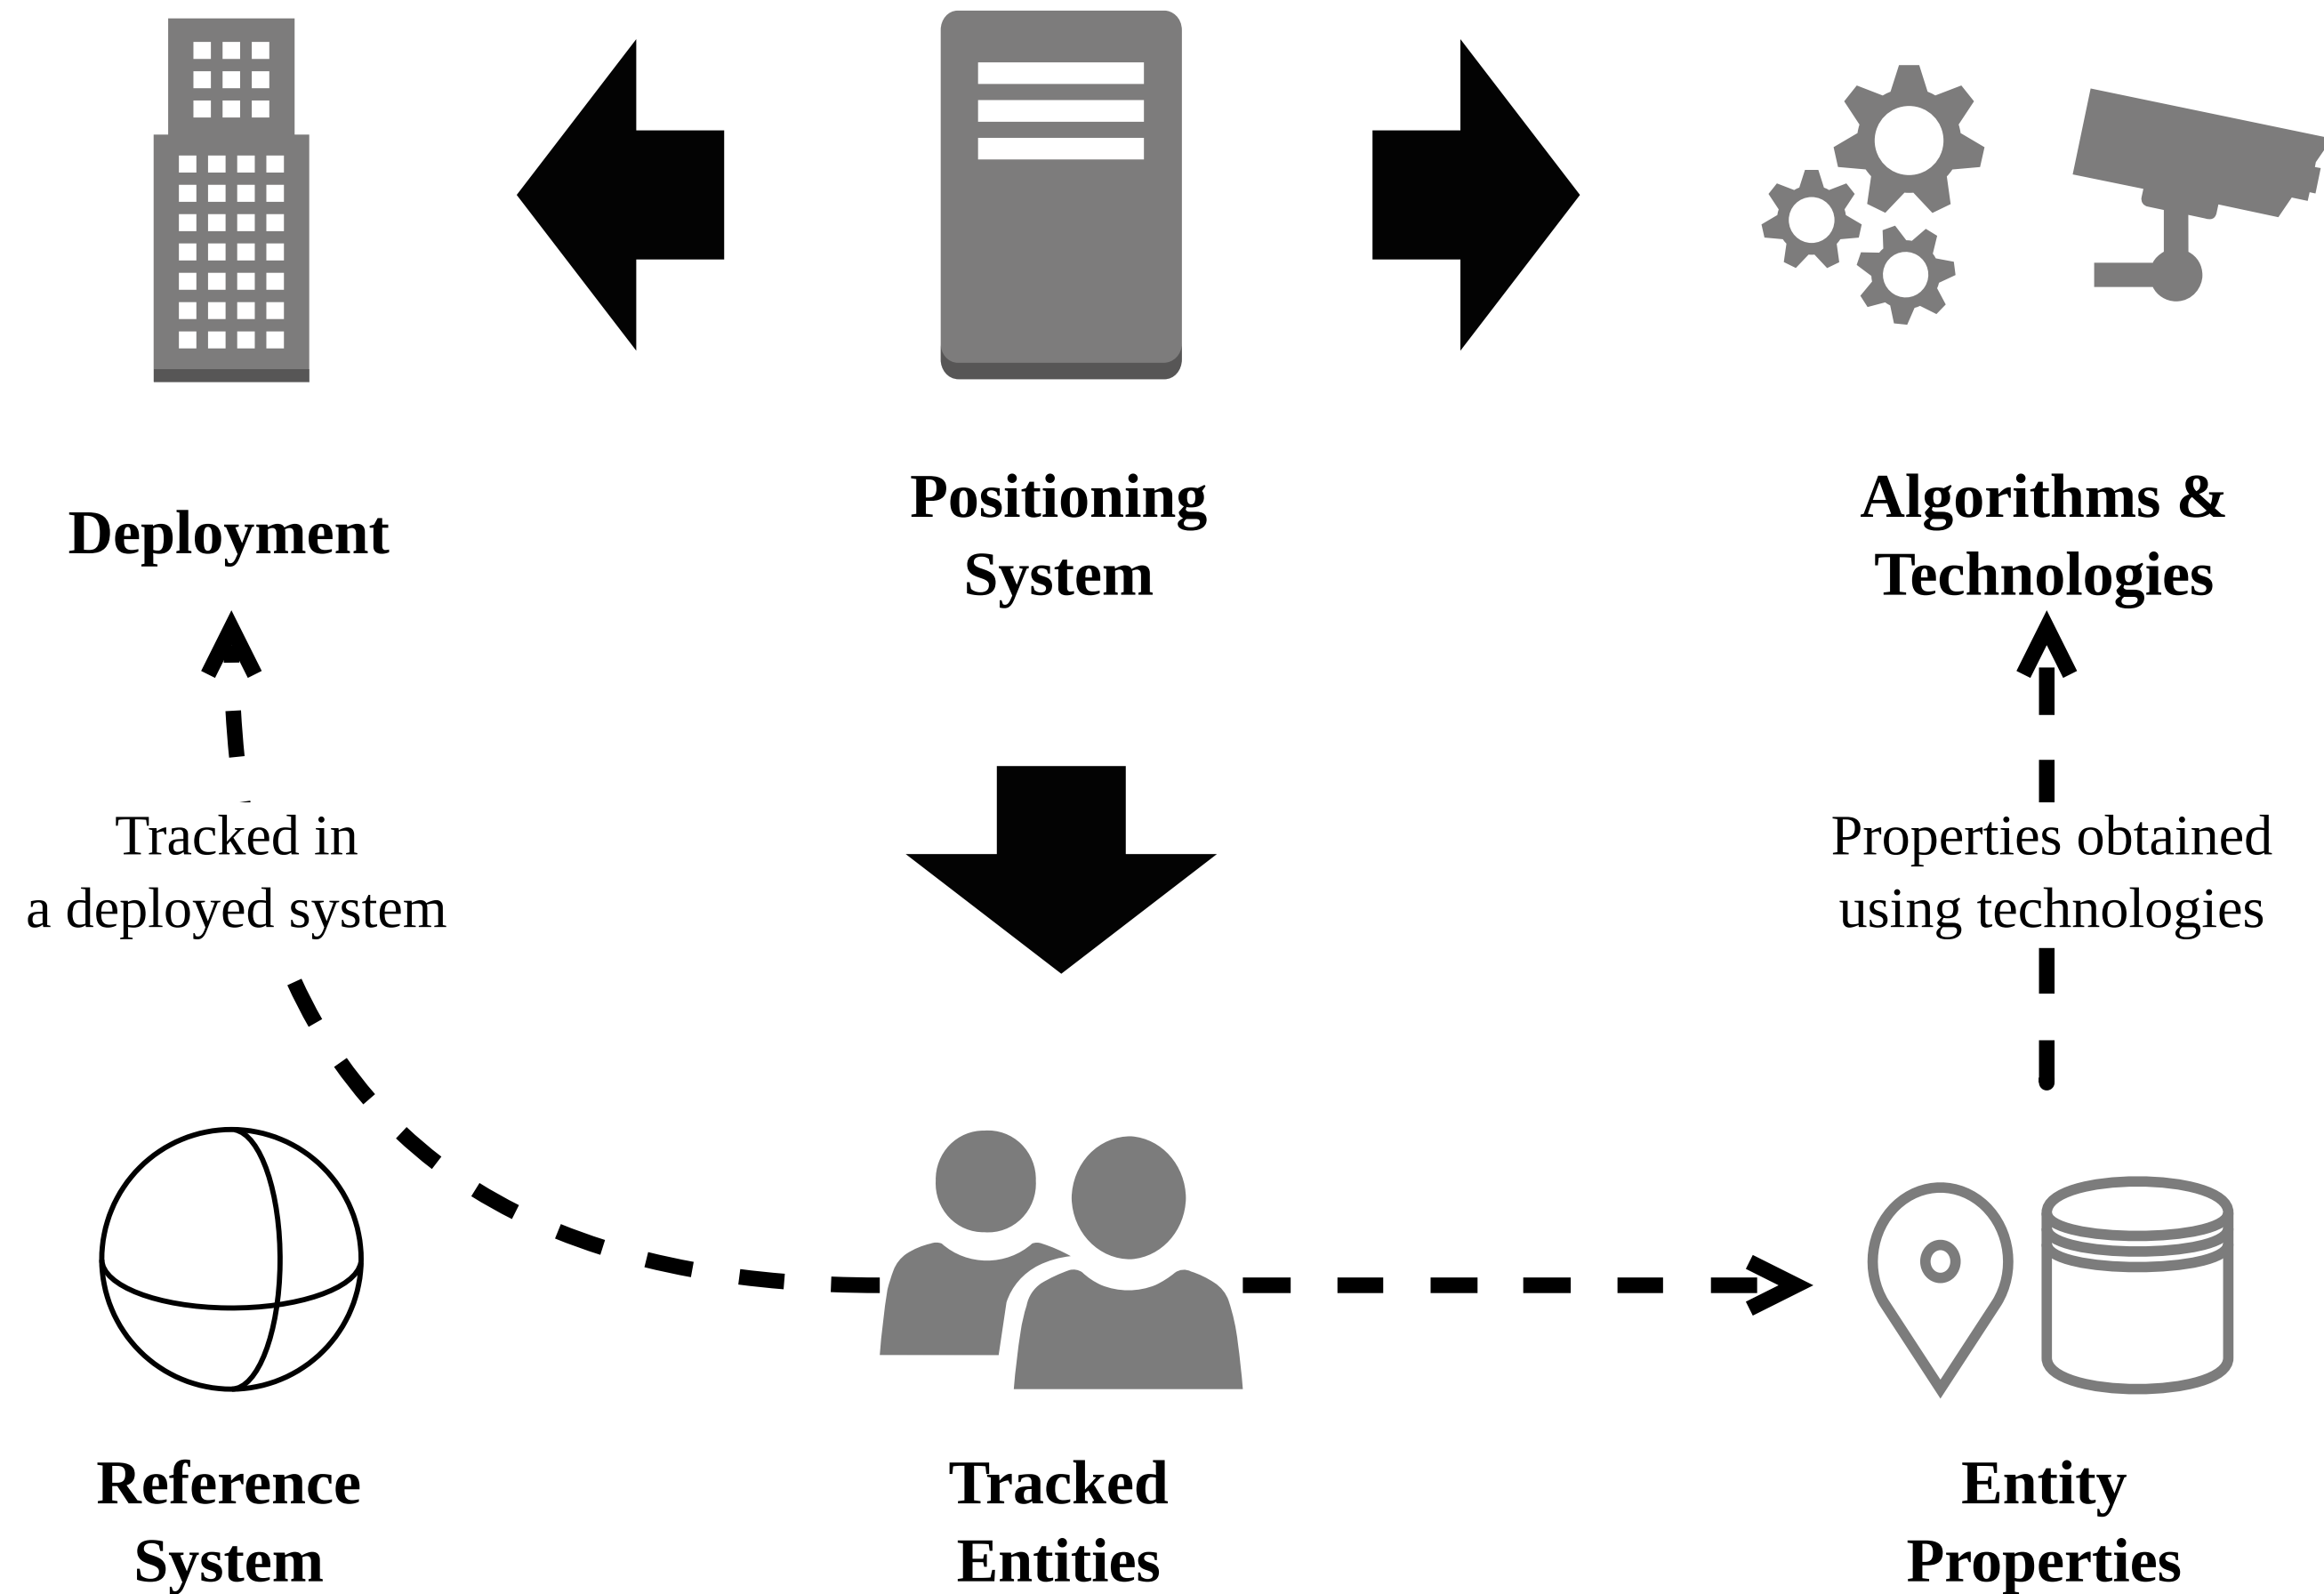 Deployment
Positioning
System
Algorithms &
Technologies
Tracked in
a deployed system
Properties obtained
using technologies
Reference
System
Tracked
Entities
Entity
Properties